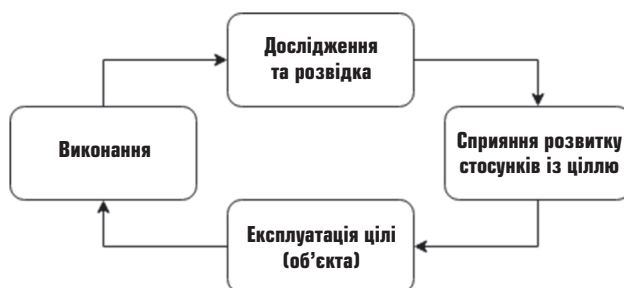 Дослідження
та розвідка
Сприяння розвитку
стосунків із ціллю
Експлуатація цілі
(об’єкта)
Виконання